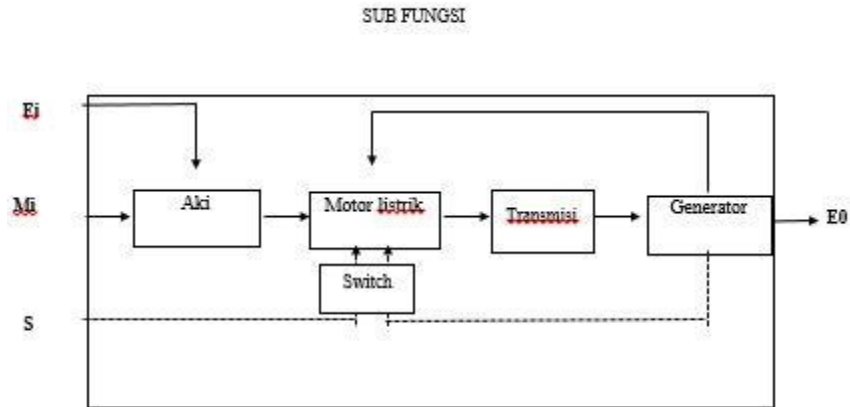 SUB FUNGSI
Ei
Mi
Aki
Motor listrik
Transmisi
Generator
E0
Switch
S